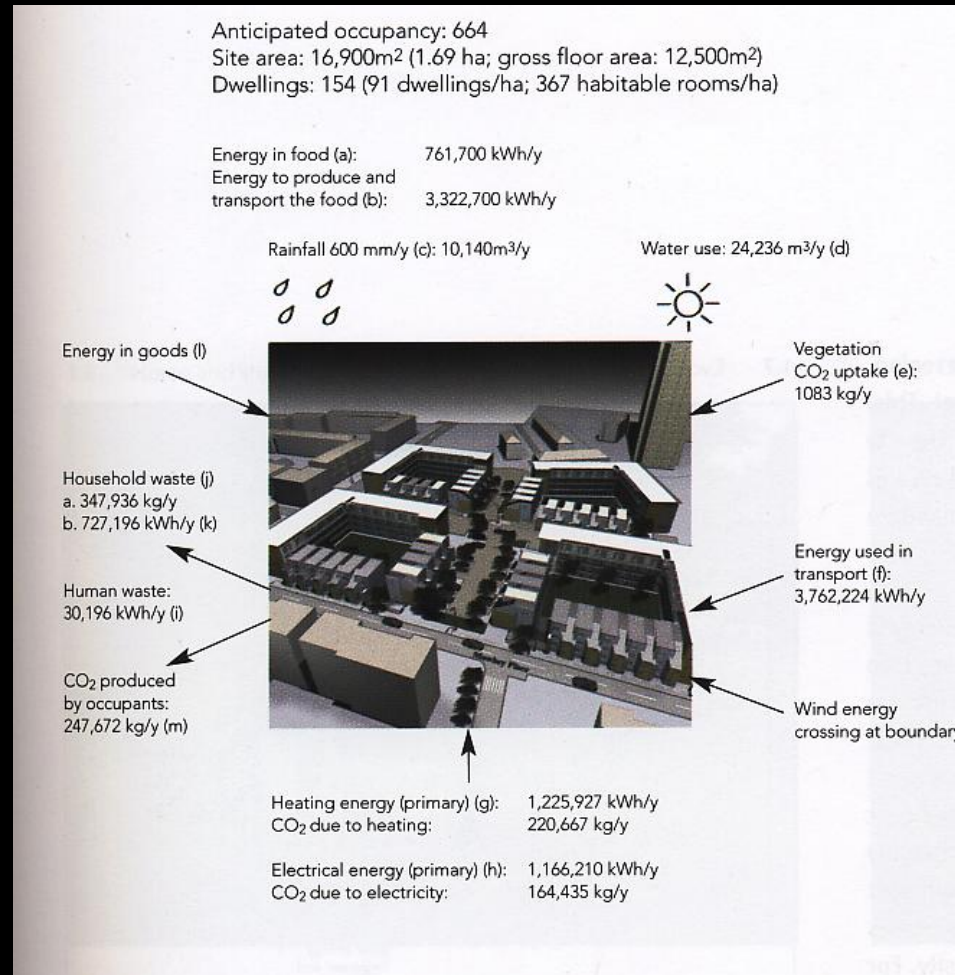 Anticipated occupancy: 664
Site area: 16,900m² (1.69 ha; gross floor area: 12,500m²)
Dwellings: 154 (91 dwellings/ha; 367 habitable rooms/ha)
Energy in food (a): 761,700 kWh/y
Energy to produce and
transport the food (b): 3,322,700 kWh/y
Rainfall 600 mm/y (c): 10,140m³/y
Water use: 24,236 m³/y (d)
Energy in goods (l)
Vegetation
CO₂ uptake (e):
1083 kg/y
Household waste (j)
a. 347,936 kg/y
b. 727,196 kWh/y (k)
Energy used in
transport (f):
3,762,224 kWh/y
Human waste:
30,196 kWh/y (i)
CO₂ produced
by occupants:
247,672 kg/y (m)
Wind energy
crossing at boundary
Heating energy (primary) (g): 1,225,927 kWh/y
CO₂ due to heating: 220,667 kg/y
Electrical energy (primary) (h): 1,166,210 kWh/y
CO₂ due to electricity: 164,435 kg/y